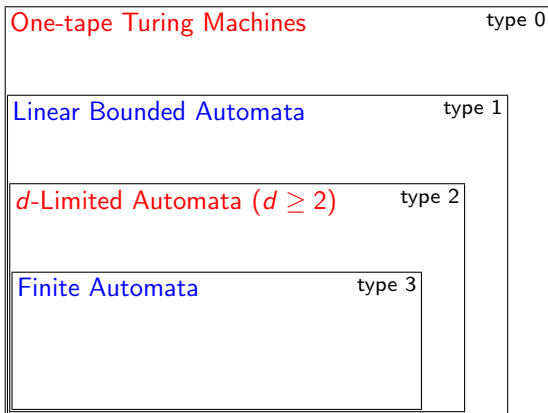 One-tape Turing Machines type 0
Linear Bounded Automata type 1
d-Limited Automata (d ≥ 2) type 2
Finite Automata type 3